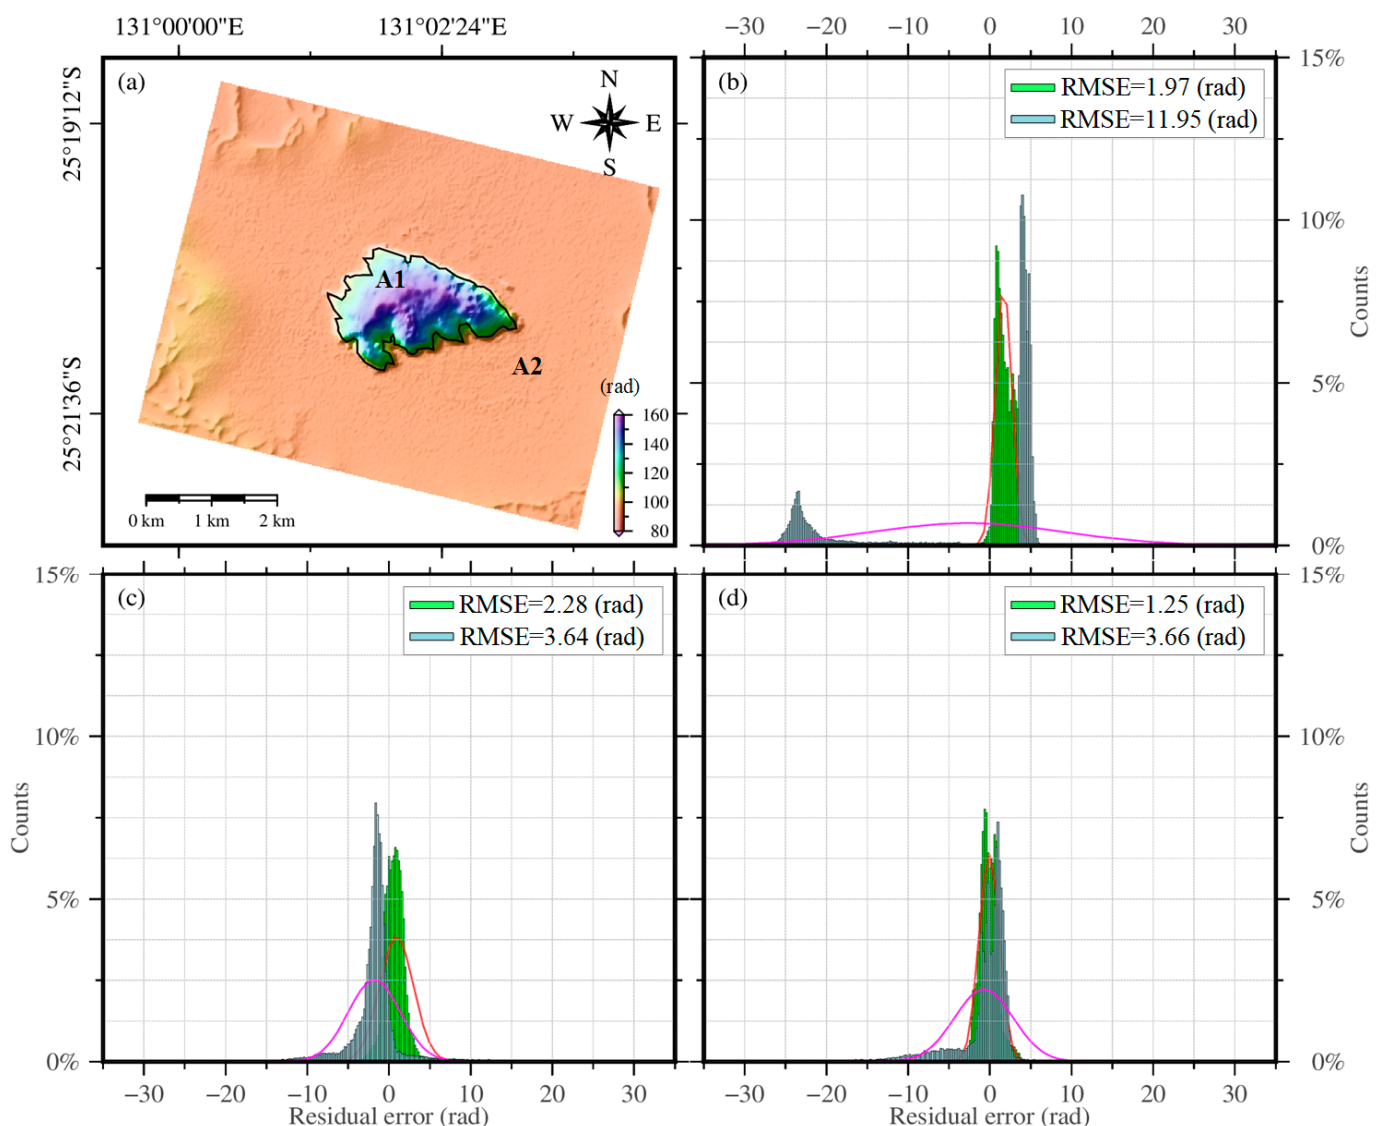 131°00'00"E 131°02'24"E
−30 −20 −10 0 10 20 30
(a)
N
W E
S
25°19'12"S
25°21'36"S
A1
A2
(rad)
160
140
120
100
80
0 km 1 km 2 km
(b)
RMSE=1.97 (rad)
RMSE=11.95 (rad)
15%
10%
5%
0%
Counts
(c)
RMSE=2.28 (rad)
RMSE=3.64 (rad)
15%
10%
5%
0%
Counts
−30 −20 −10 0 10 20 30
Residual error (rad)
(d)
RMSE=1.25 (rad)
RMSE=3.66 (rad)
15%
10%
5%
0%
Counts
−30 −20 −10 0 10 20 30
Residual error (rad)